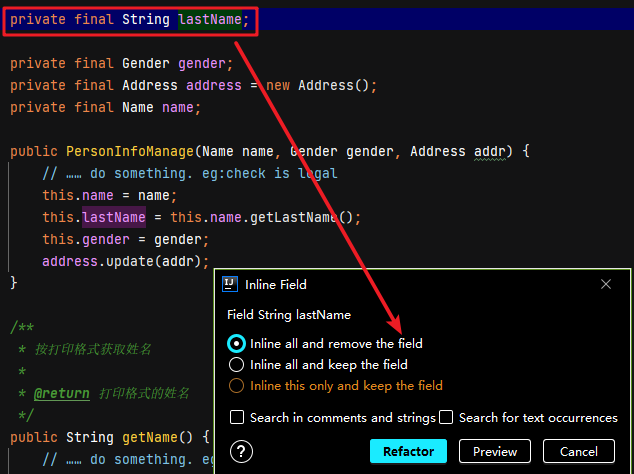 private final String lastName;
private final Gender gender;
private final Address address = new Address();
private final Name name;
public PersonInfoManage(Name name, Gender gender, Address addr) {
// …… do something. eg:check is legal
this.name = name;
this.lastName = this.name.getLastName();
this.gender = gender;
address.update(addr);
}
/**
* 按打印格式获取姓名
*
* @return 打印格式的姓名
*/
public String getName() {
// …… do something. eg
IJ Inline Field
Field String lastName
Inline all and remove the field
Inline all and keep the field
Inline this only and keep the field
Search in comments and strings Search for text occurrences
? Refactor Preview Cancel